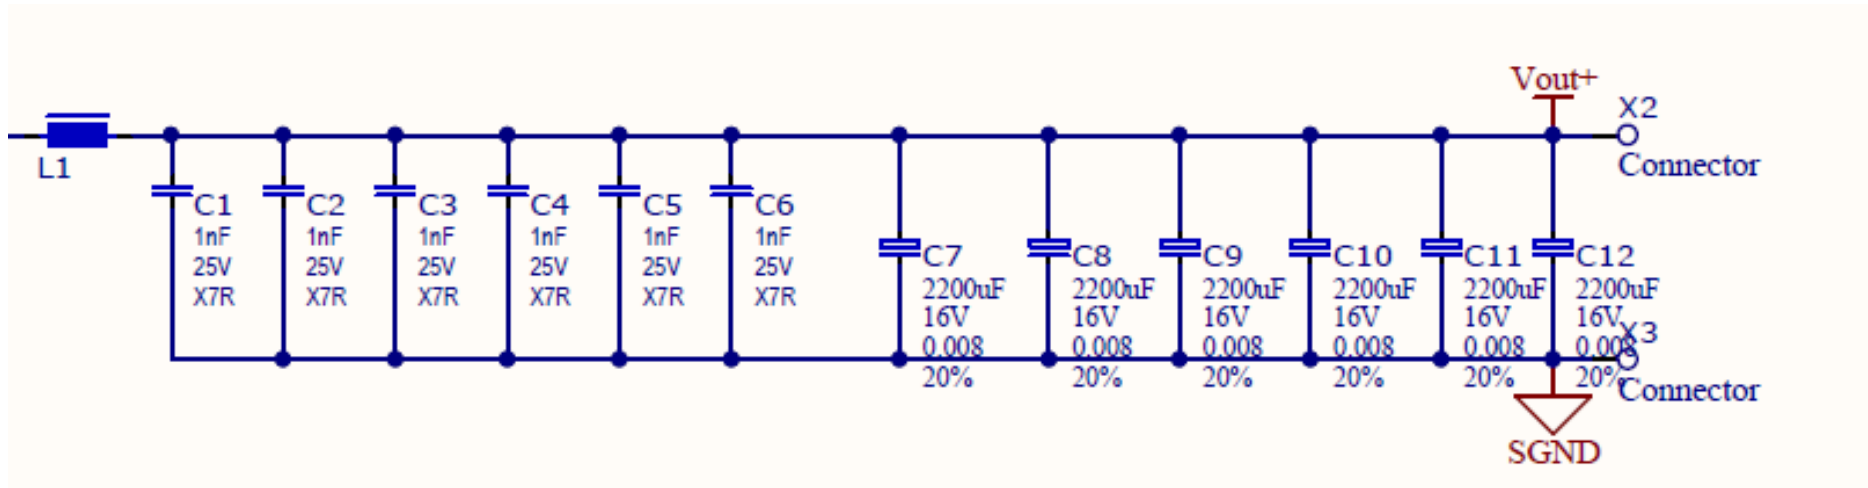 Vout+
X2
Connector
L1
C1
1nF
25V
X7R
C2
1nF
25V
X7R
C3
1nF
25V
X7R
C4
1nF
25V
X7R
C5
1nF
25V
X7R
C6
1nF
25V
X7R
C7
2200uF
16V
0.008
20%
C8
2200uF
16V
0.008
20%
C9
2200uF
16V
0.008
20%
C10
2200uF
16V
0.008
20%
C11
2200uF
16V
0.008
20%
C12
2200uF
16V
0.008
20%
X3
Connector
SGND